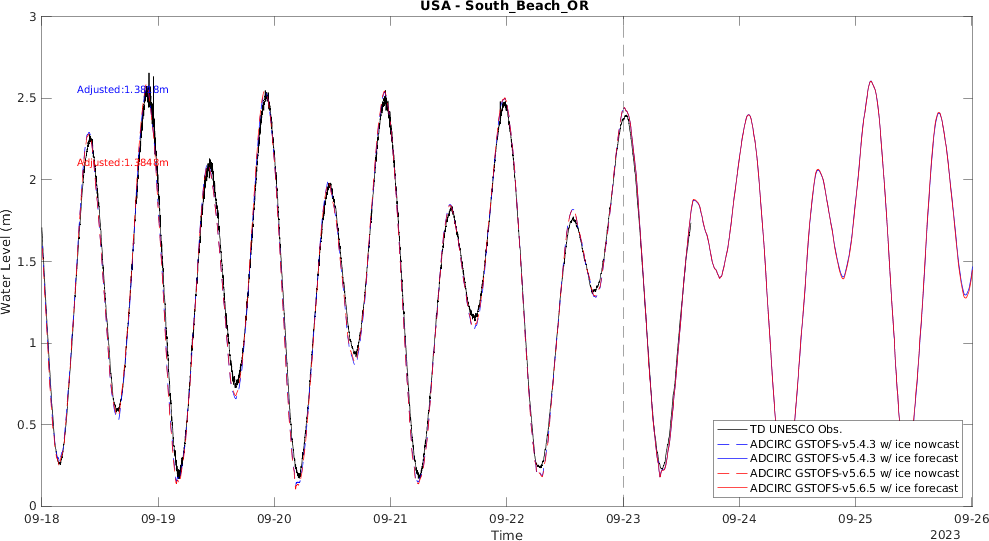 USA - South_Beach_OR
Water Level (m)
3
2.5
2
1.5
1
0.5
0
Adjusted:1.3848m
09-18
09-19
09-20
09-21
09-22
09-23
09-24
09-25
09-26
Time
2023
TD UNESCO Obs.
ADCIRC GSTOFS-v5.4.3 w/ ice nowcast
ADCIRC GSTOFS-v5.4.3 w/ ice forecast
ADCIRC GSTOFS-v5.6.5 w/ ice nowcast
ADCIRC GSTOFS-v5.6.5 w/ ice forecast